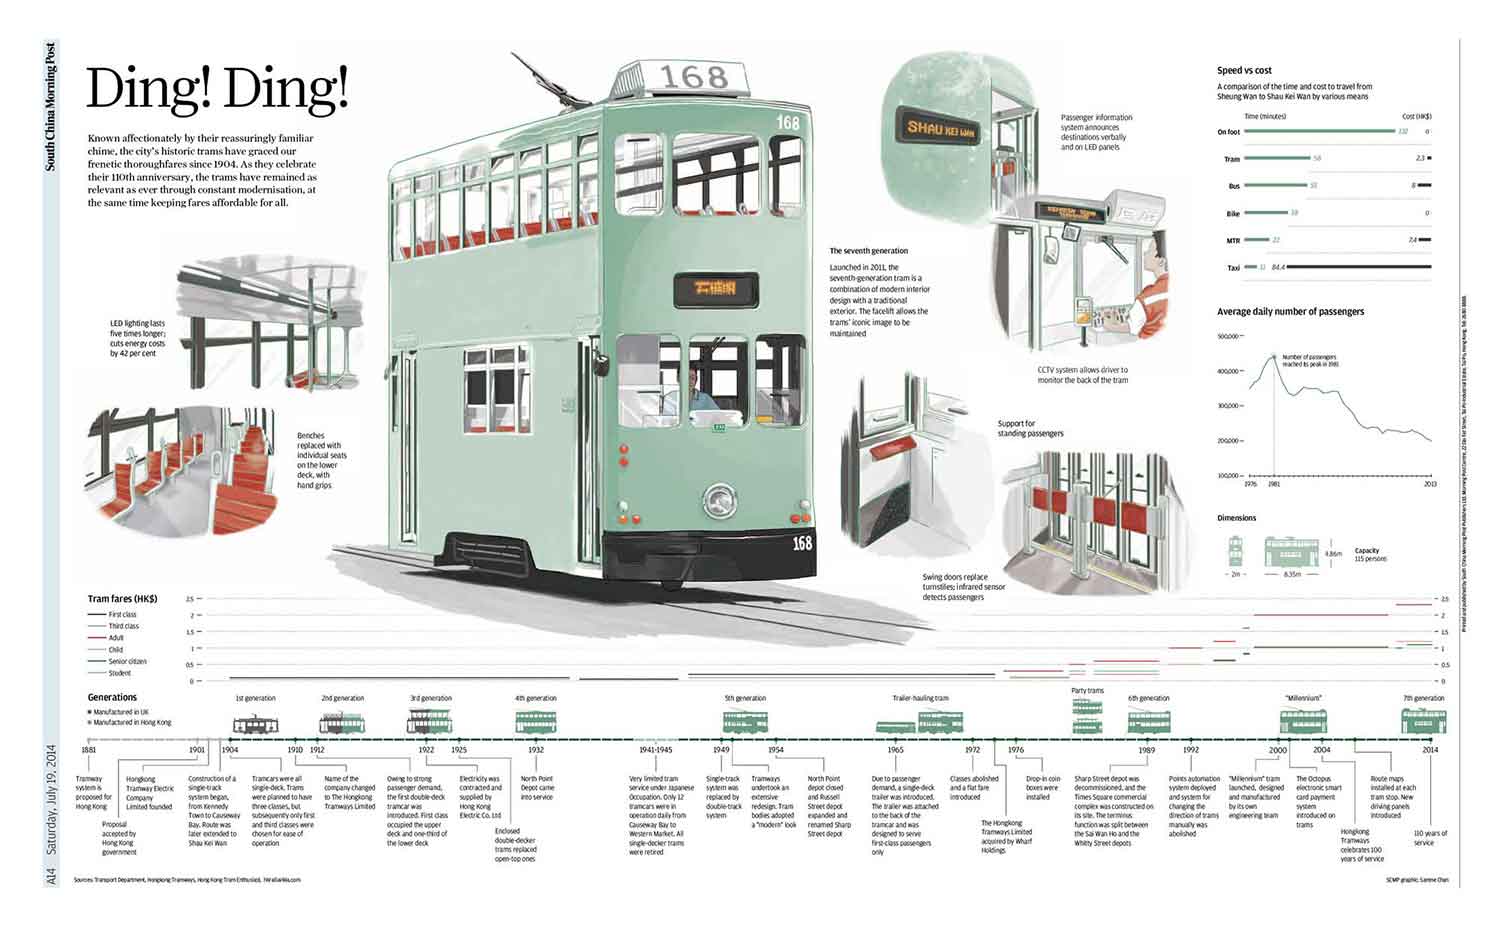 South China Morning Post
Ding! Ding!
Known affectionately by their reassuringly familiar
chime, the city's historic trams have graced our
frenetic thoroughfares since 1904. As they celebrate
their 110th anniversary, the trams have remained as
relevant as ever through constant modernisation, at
the same time keeping fares affordable for all.
168
168
168
SHAU KEI WAN
Passenger information
system announces
destinations verbally
and on LED panels
LED lighting lasts
five times longer;
cuts energy costs
by 42 per cent
Benches
replaced with
individual seats
on the lower
deck, with
hand grips
The seventh generation
Launched in 2011, the
seventh-generation tram is a
combination of modern interior
design with a traditional
exterior. The facelift allows the
trams' iconic image to be
maintained
CCTV system allows driver to
monitor the back of the tram
Support for
standing passengers
Swing doors replace
turnstiles; infrared sensor
detects passengers
Speed vs cost
A comparison of the time and cost to travel from
Sheung Wan to Shau Kei Wan by various means
Time (minutes) Cost (HK$)
On foot 132 0
Tram 58 2.3
Bus 8
Bike 0
MTR 22 7.4
Taxi 11 84.4
Average daily number of passengers
500,000
400,000
300,000
200,000
100,000
Number of passengers
reached its peak in 1981
1976 1981 2013
Dimensions
2m 8.35m 4.86m
Capacity
115 persons
Tram fares (HK$)
First class
Third class
Adult
Child
Senior citizen
Student
2.5 2.5
2 2
1.5 1.5
1 1
0.5 0.5
0 0
Generations
Manufactured in UK
Manufactured in Hong Kong
1st generation
2nd generation
3rd generation
4th generation
5th generation
Trailer-hauling tram
Party trams
6th generation
"Millennium"
7th generation
1881 1901 1904 1910 1912 1922 1925 1932 1941-1945 1949 1954 1965 1972 1976 1989 1992 2000 2004 2014
Tramway
system is
proposed for
Hong Kong
Proposal
accepted by
Hong Kong
government
Hongkong
Tramway Electric
Company
Limited founded
Construction of a
single-track
system began,
from Kennedy
Town to Causeway
Bay. Route was
later extended to
Shau Kei Wan
Tramcars were all
single-deck. Trams
were planned to have
three classes, but
subsequently only first
and third classes were
chosen for ease of
operation
Name of the
company changed
to The Hongkong
Tramways Limited
Owing to strong
passenger demand,
the first double-deck
tramcar was
introduced. First class
occupied the upper
deck and one-third of
the lower deck
Electricity was
contracted and
supplied by
Hong Kong
Electric Co. Ltd
Enclosed
double-decker
trams replaced
open-top ones
North Point
Depot came
into service
Very limited tram
service under Japanese
Occupation. Only 12
tramcars were in
operation daily from
Causeway Bay to
Western Market. All
single-decker trams
were retired
Single-track
system was
replaced by
double-track
system
Tramways
undertook an
extensive
redesign. Tram
bodies adopted
a "modern" look
North Point
depot closed
and Russell
Street depot
expanded and
renamed Sharp
Street depot
Due to passenger
demand, a single-deck
trailer was introduced.
The trailer was attached
to the back of the
tramcar and was
designed to serve
first-class passengers
only
Classes abolished
and a flat fare
introduced
The Hongkong
Tramways Limited
acquired by Wharf
Holdings.
Drop-in coin-
boxes were
installed
Sharp Street depot was
decommissioned, and the
Times Square commercial
complex was constructed on
its site. The terminus
function was split between
the Sai Wan Ho and the
Whitty Street depots
Points automation
system deployed
and system for
changing the
direction of trams
manually was
abolished
"Millennium" tram
launched, designed
and manufactured
by its own
engineering team
The Octopus
electronic smart
card payment
system
introduced on
trams
Hongkong
Tramways
celebrates 100
years of service
Route maps
installed at each
tram stop. New
driving panels
introduced
110 years of
service
A14 Saturday, July 19, 2014
SCMP graphic: Sarene Chan